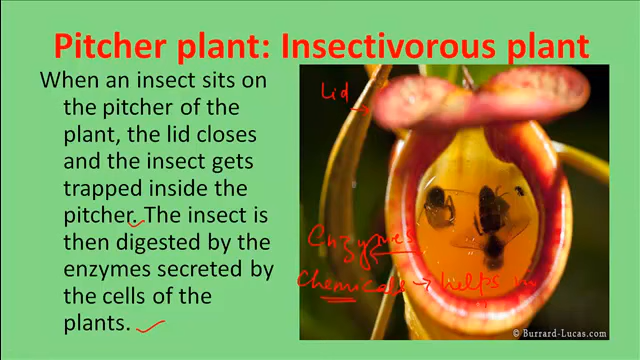 Pitcher plant: Insectivorous plant
When an insect sits on
the pitcher of the
plant, the lid closes
and the insect gets
trapped inside the
pitcher. The insect is
then digested by the
enzymes secreted by
the cells of the
plants.
Lid
Enzymes
Chemicals → helps in
© Burrard-Lucas.com